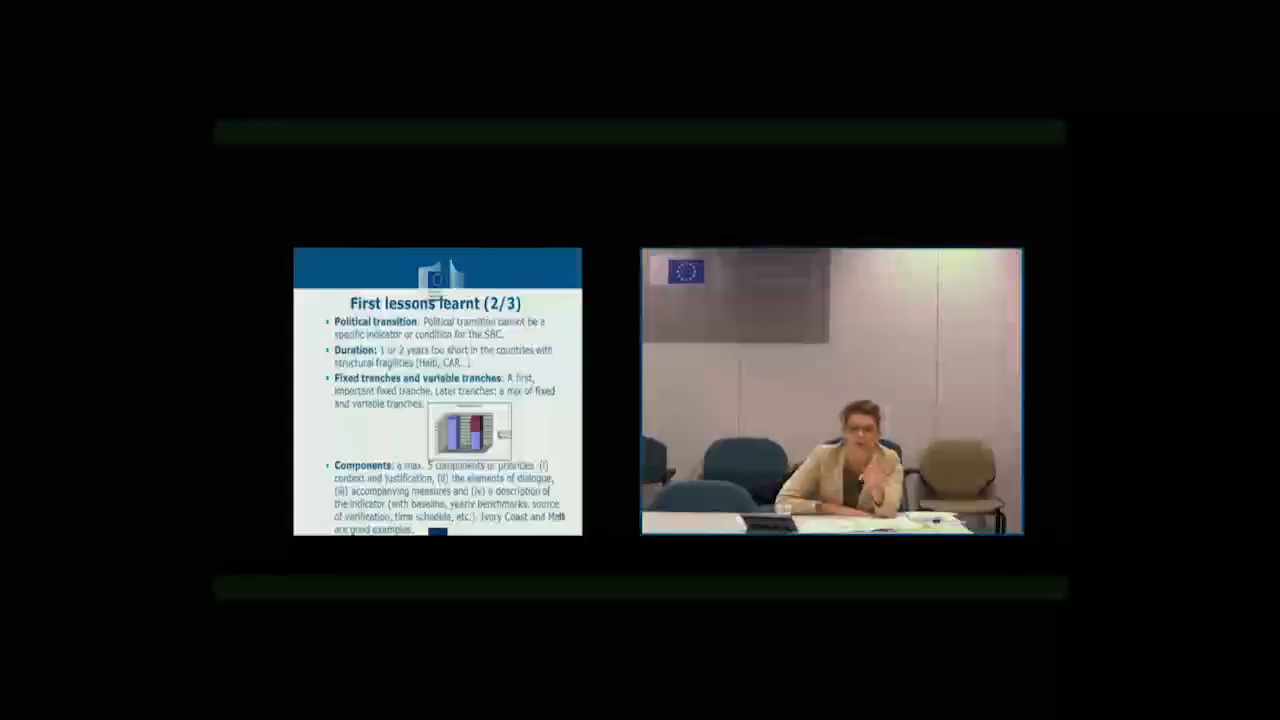 First lessons learnt (2/3)
• Political transition. Political transition cannot be a
specific indicator or condition for the SBC.
• Duration: 1 or 2 years too short in the countries with
structural fragilities (Haiti, CAR...).
• Fixed tranches and variable tranches. A first,
important fixed tranche. Later tranches: a mix of fixed
and variable tranches.
• Components: a max. 5 components or priorities (i)
context and justification, (ii) the elements of dialogue,
(iii) accompanying measures and (iv) a description of
the indicator (with baseline, yearly benchmarks, source
of verification, time schedule, etc.). Ivory Coast and Mali
are good examples.